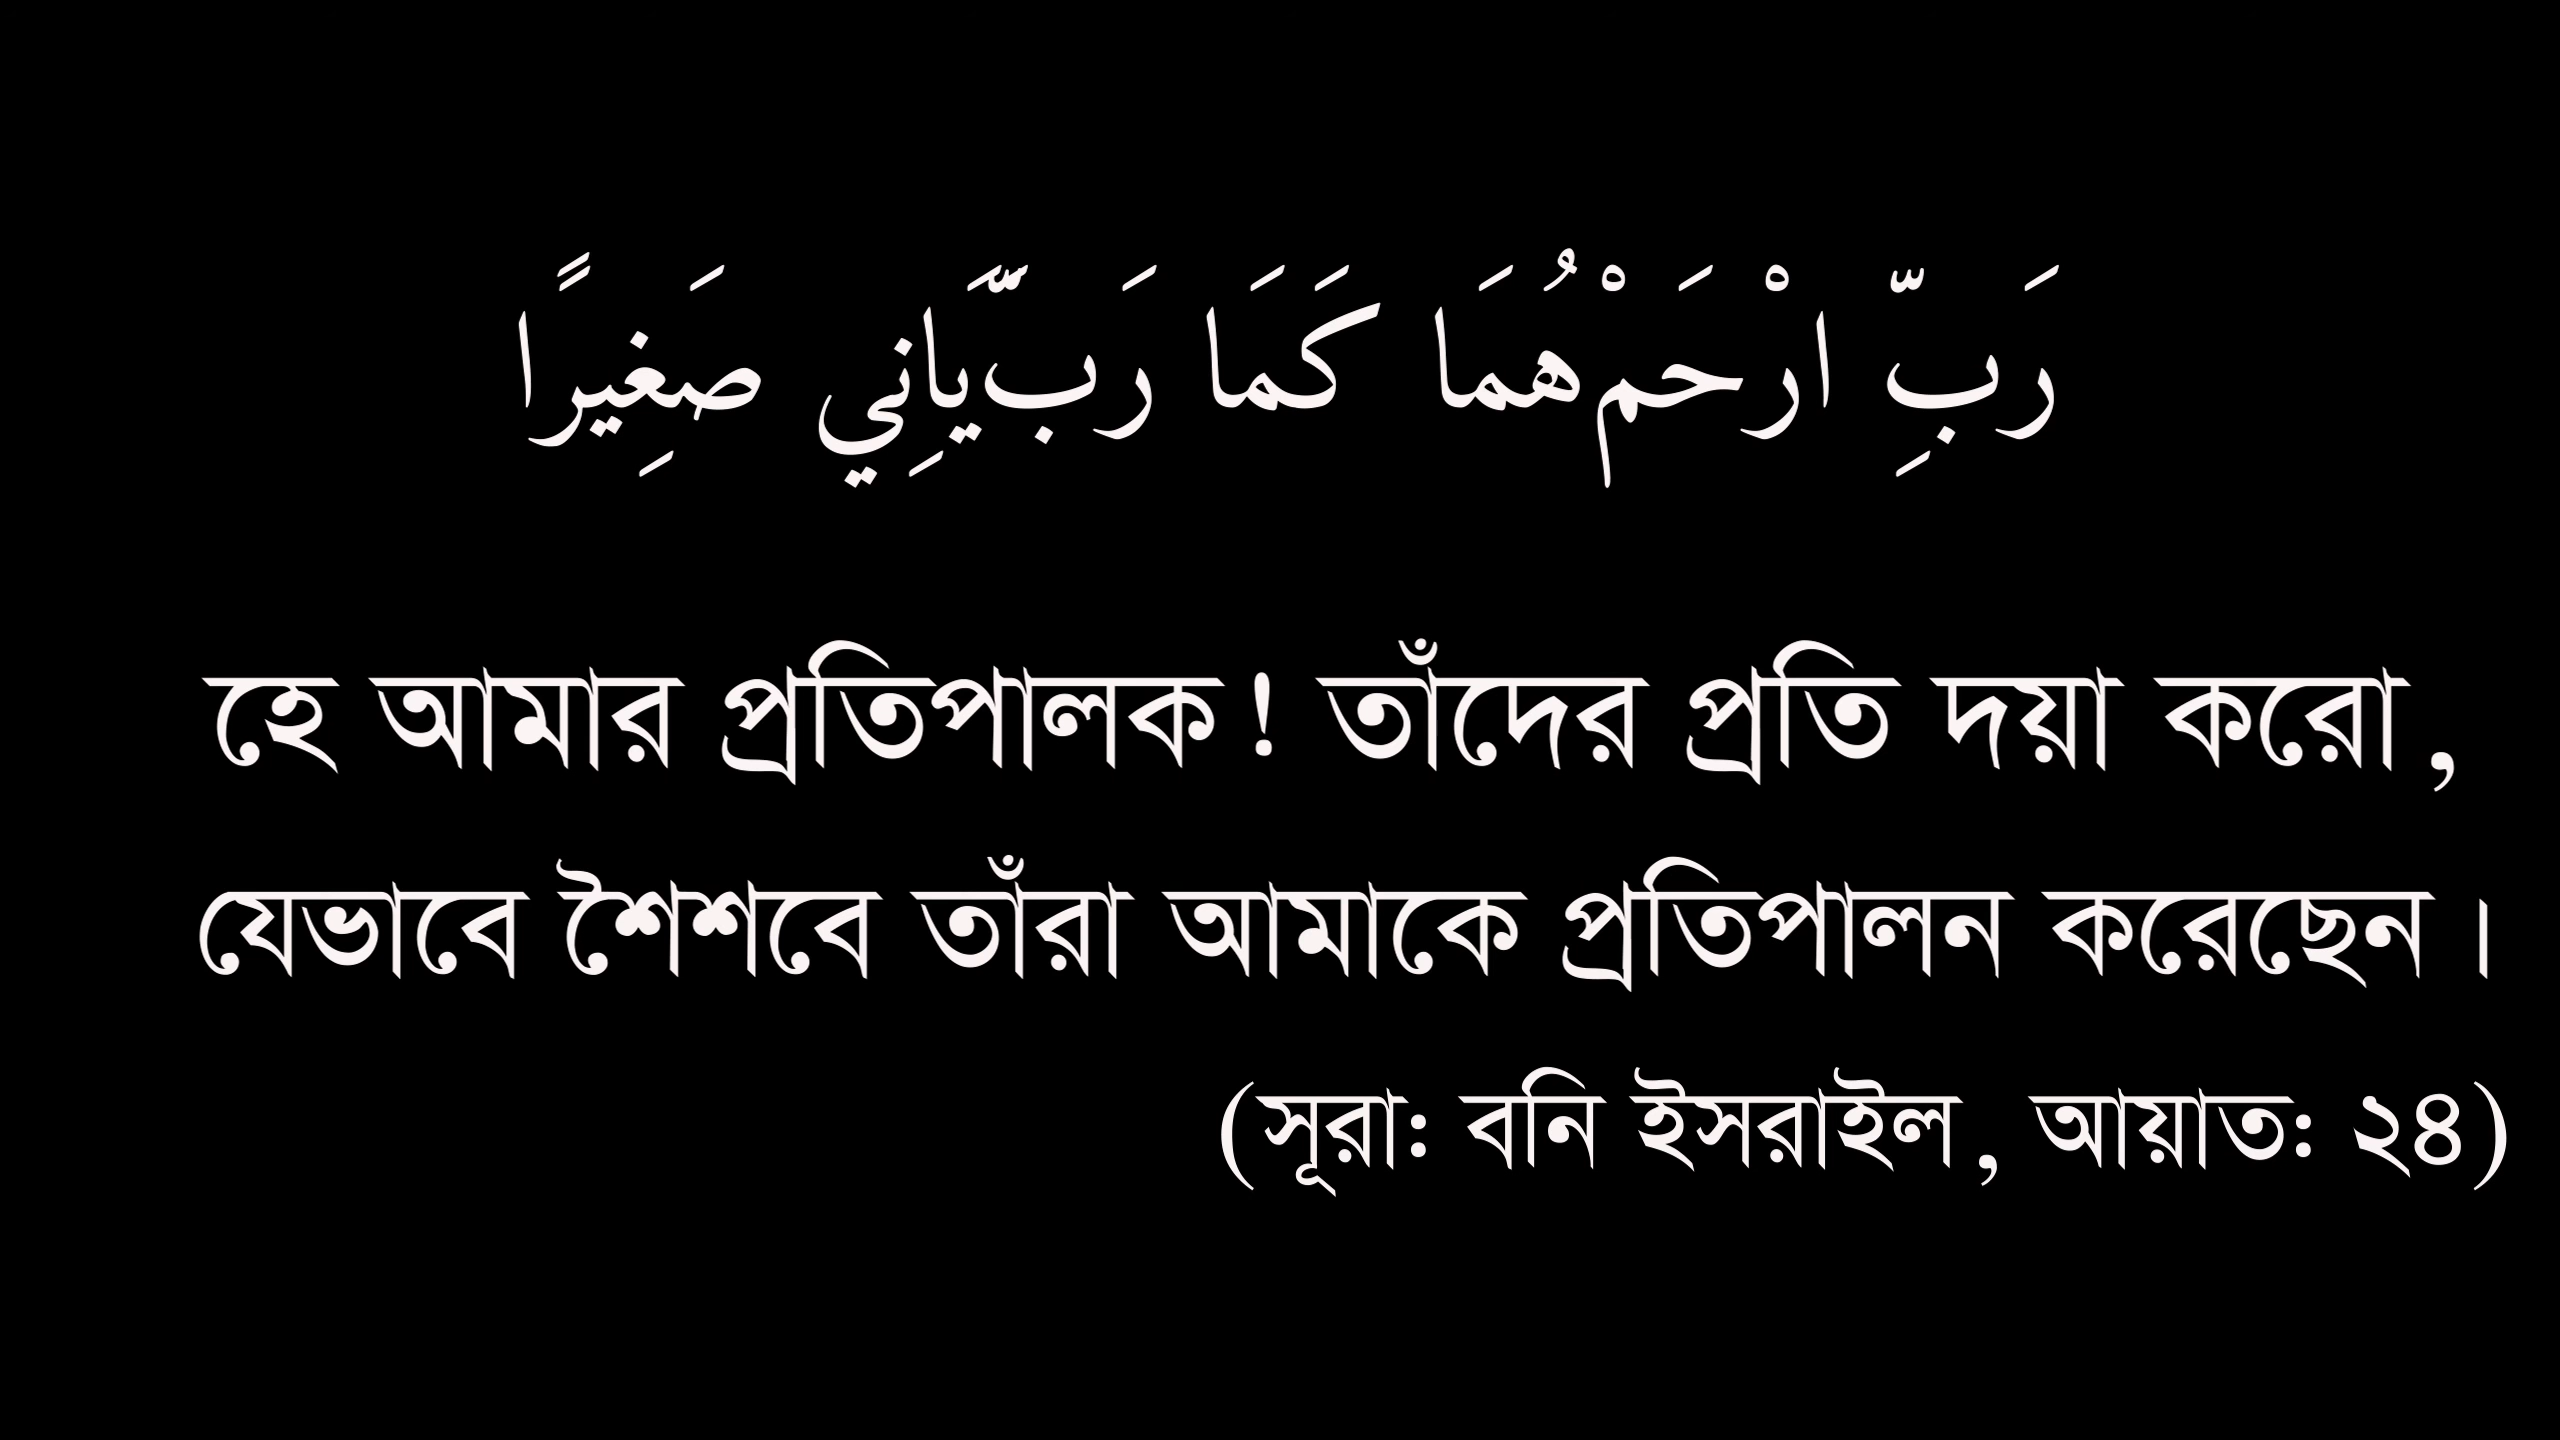 رَبِّ ارْحَمْهُمَا كَمَا رَبَّيَانِي صَغِيرًا
হে আমার প্রতিপালক! তাঁদের প্রতি দয়া করো,
যেভাবে শৈশবে তাঁরা আমাকে প্রতিপালন করেছেন।
(সূরাঃ বনি ইসরাইল, আয়াতঃ ২৪)